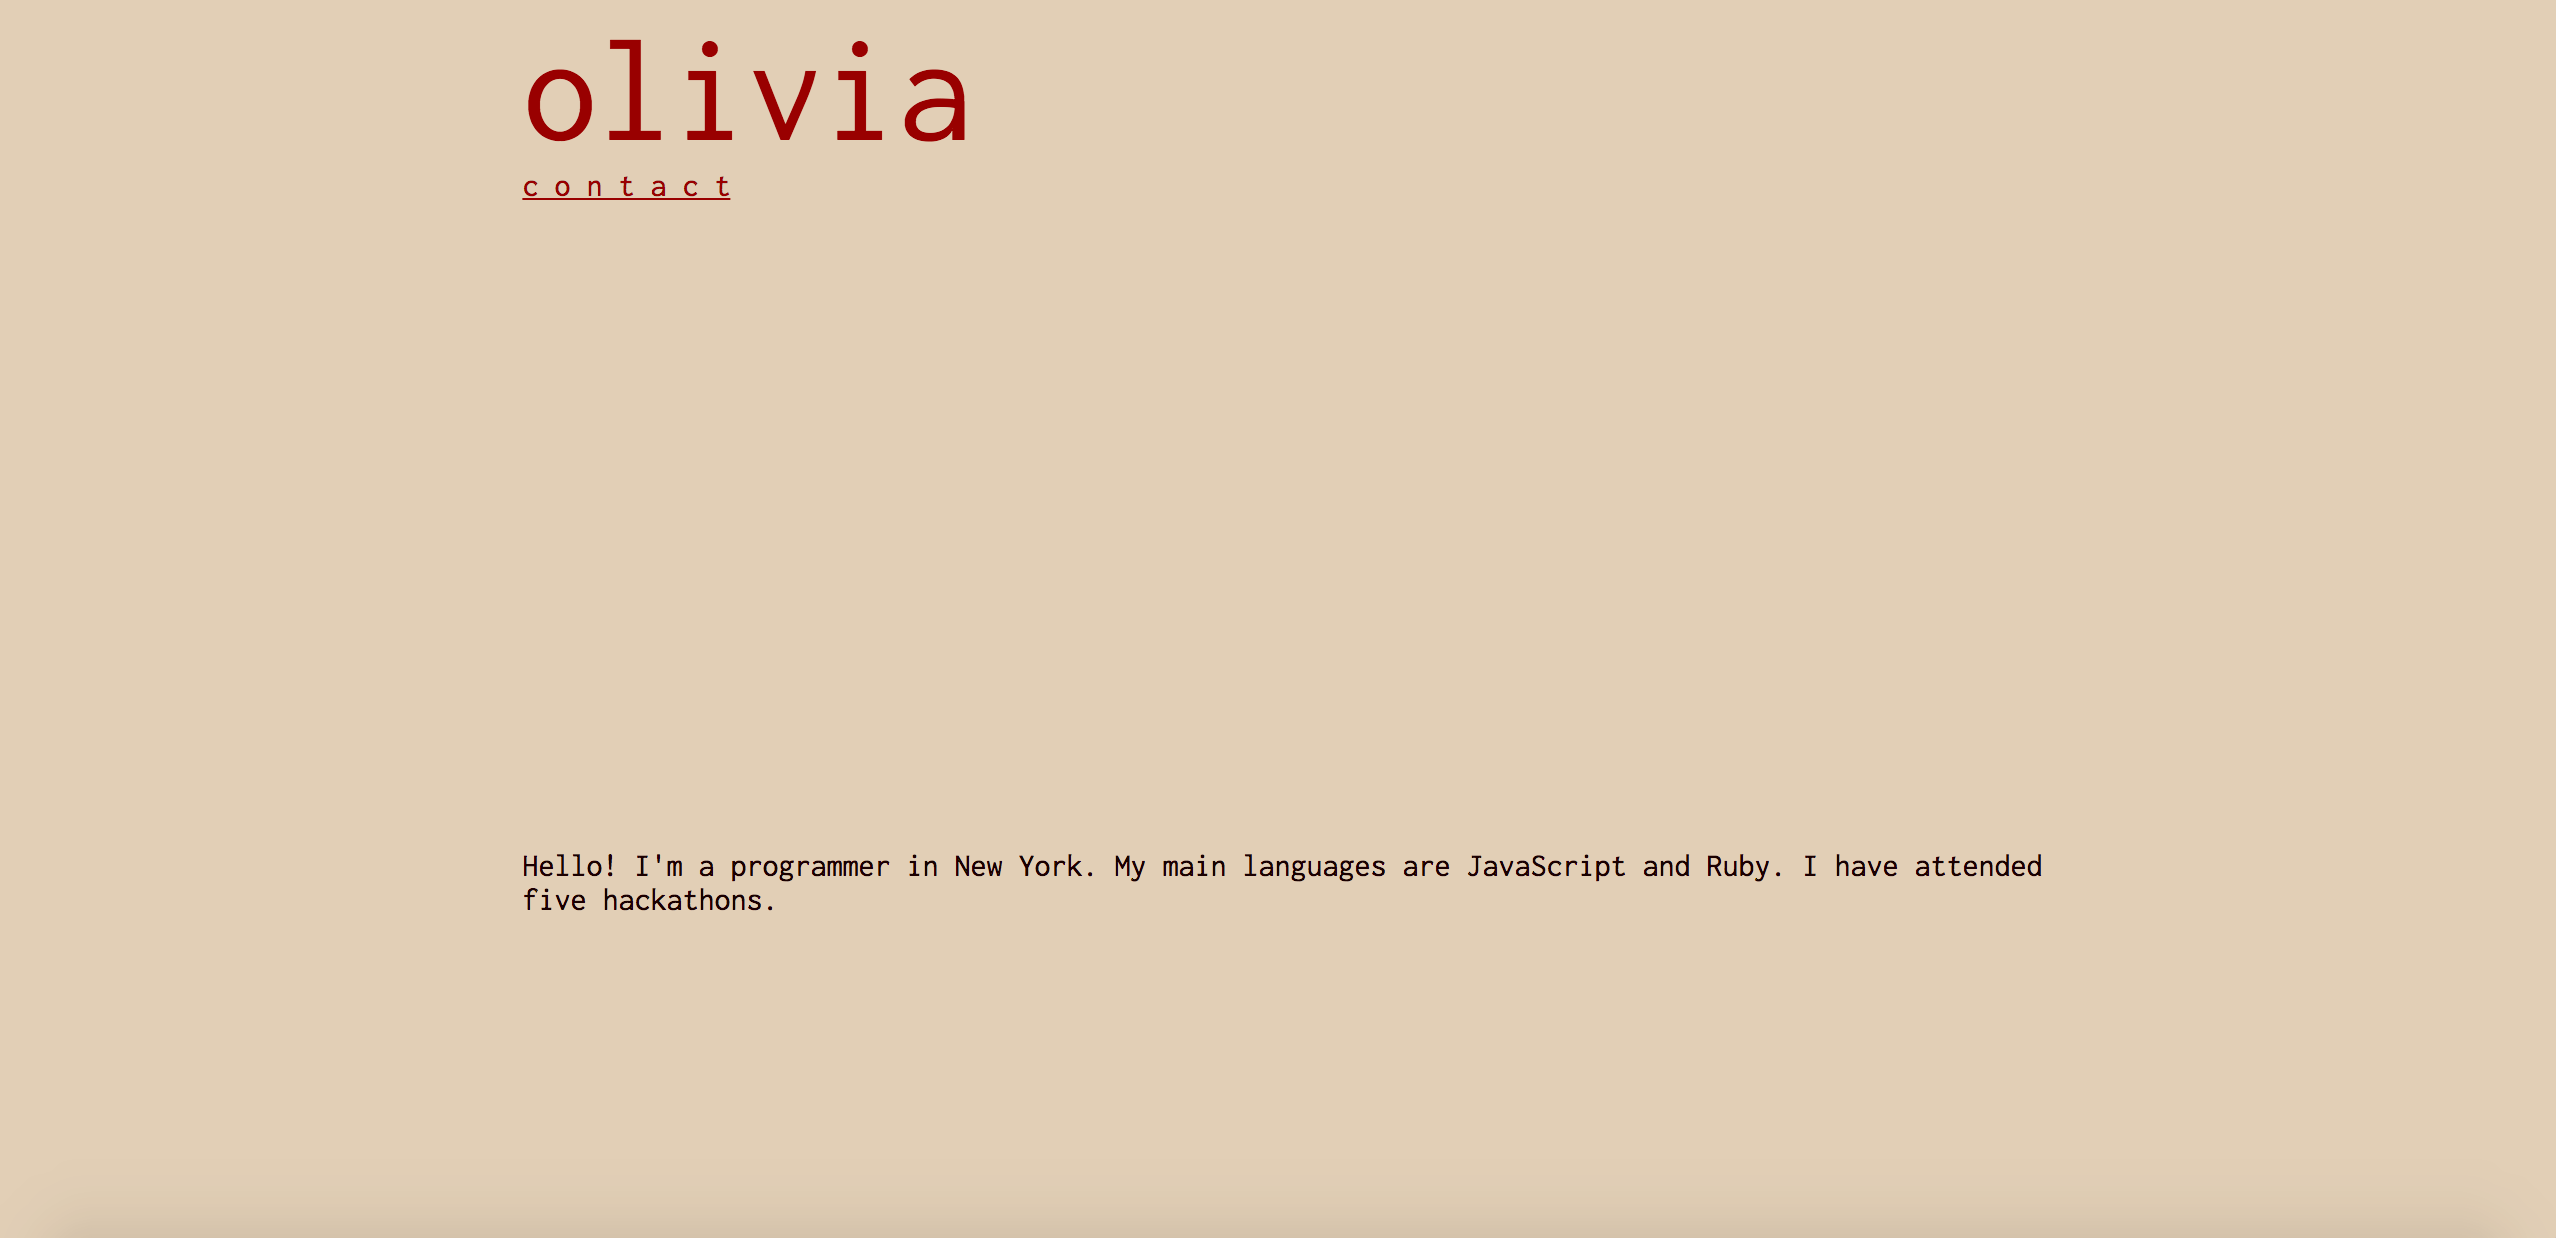 olivia
contact
Hello! I'm a programmer in New York. My main languages are JavaScript and Ruby. I have attended
five hackathons.